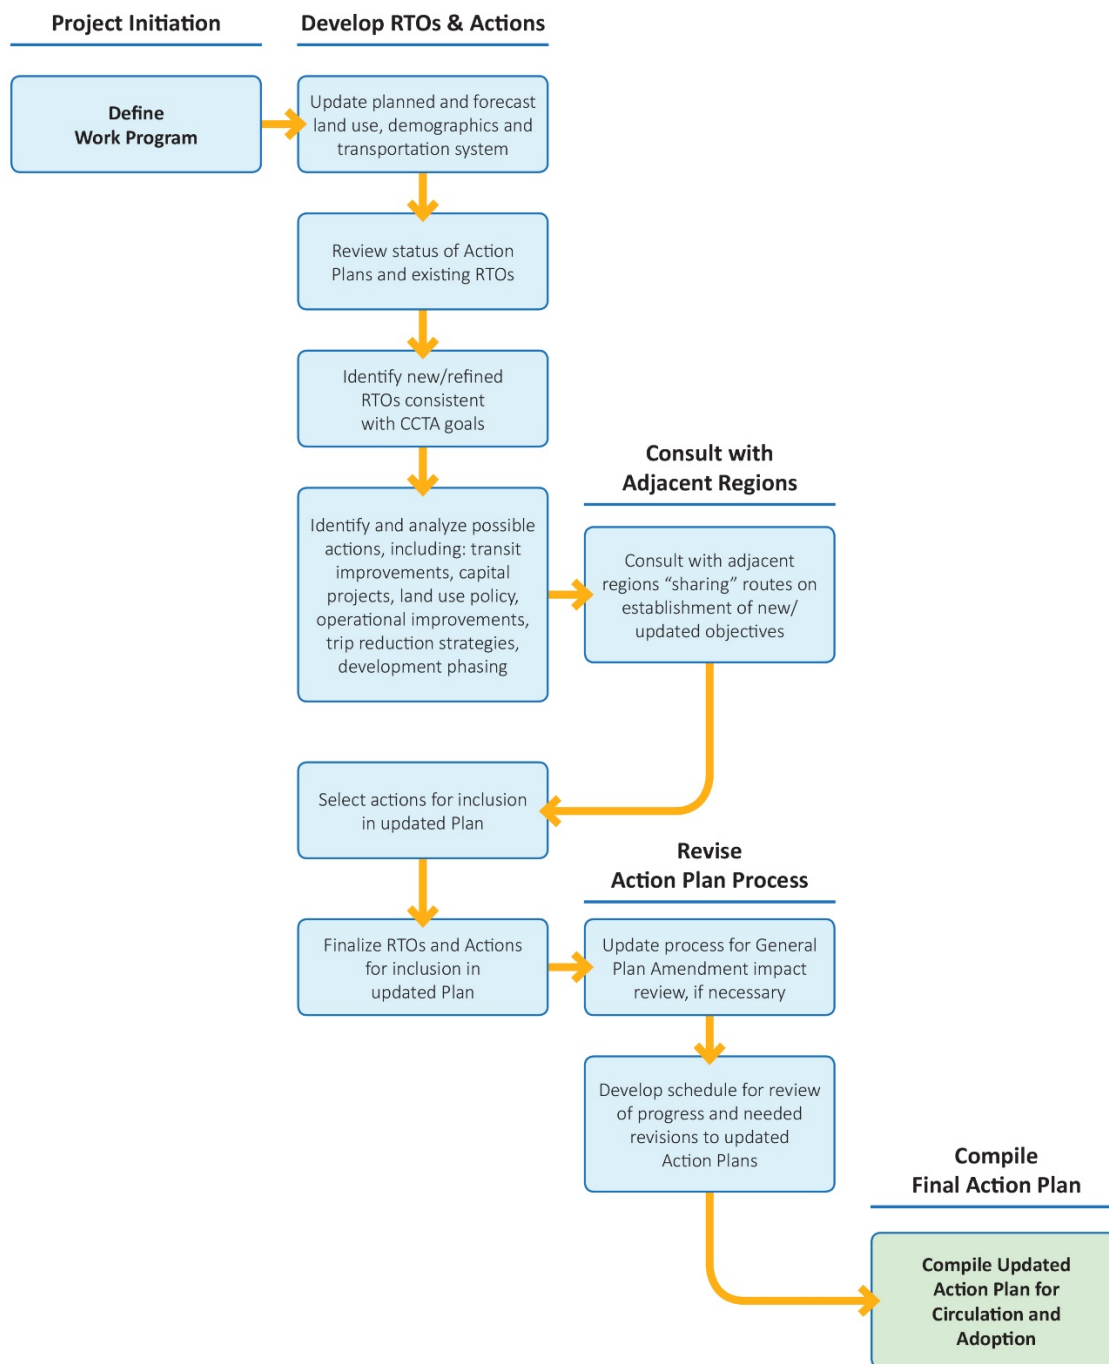 Project Initiation
Develop RTOs & Actions
Define
Work Program
Update planned and forecast
land use, demographics and
transportation system
Review status of Action
Plans and existing RTOs
Identify new/refined
RTOs consistent
with CCTA goals
Consult with
Adjacent Regions
Identify and analyze possible
actions, including: transit
improvements, capital
projects, land use policy,
operational improvements,
trip reduction strategies,
development phasing
Consult with adjacent
regions “sharing” routes on
establishment of new/
updated objectives
Select actions for inclusion
in updated Plan
Revise
Action Plan Process
Finalize RTOs and Actions
for inclusion in
updated Plan
Update process for General
Plan Amendment impact
review, if necessary
Develop schedule for review
of progress and needed
revisions to updated
Action Plans
Compile
Final Action Plan
Compile Updated
Action Plan for
Circulation and
Adoption